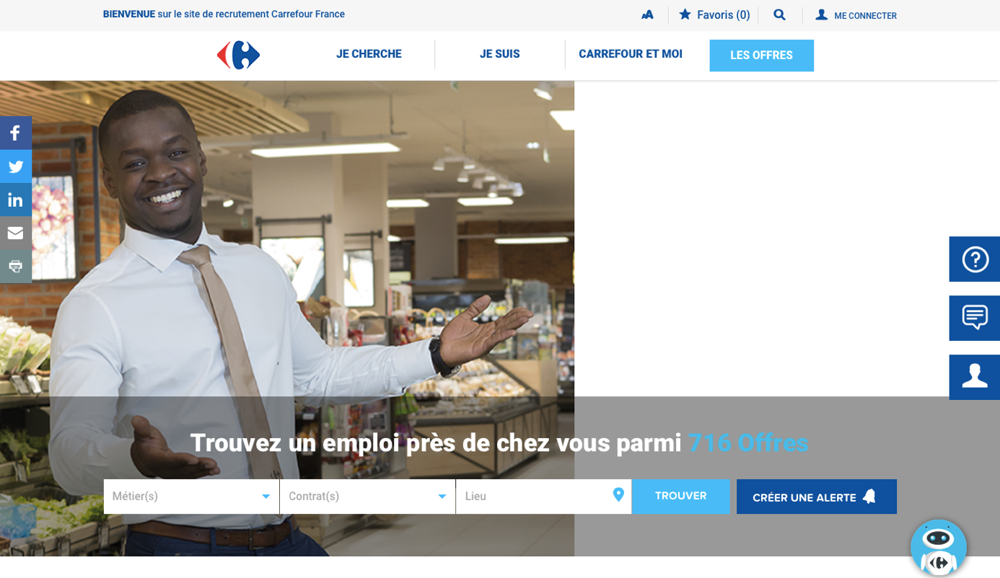 BIENVENUE sur le site de recrutement Carrefour France
AA
Favoris (0)
ME CONNECTER
JE CHERCHE
JE SUIS
CARREFOUR ET MOI
LES OFFRES
Trouvez un emploi près de chez vous parmi 716 Offres
Métier(s)
Contrat(s)
Lieu
TROUVER
CRÉER UNE ALERTE